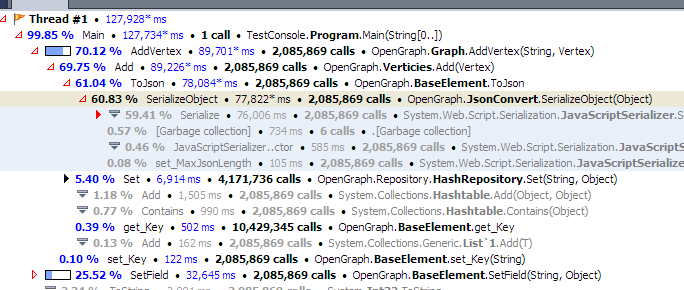 Thread #1 • 127,928* ms
99.85 % Main • 127,734* ms • 1 call • TestConsole.Program.Main(String[0..])
70.12 % AddVertex • 89,701* ms • 2,085,869 calls • OpenGraph.Graph.AddVertex(String, Vertex)
69.75 % Add • 89,226* ms • 2,085,869 calls • OpenGraph.Verticies.Add(Vertex)
61.04 % ToJson • 78,084* ms • 2,085,869 calls • OpenGraph.BaseElement.ToJson
60.83 % SerializeObject • 77,822* ms • 2,085,869 calls • OpenGraph.JsonConvert.SerializeObject(Object)
59.41 % Serialize • 76,006 ms • 2,085,869 calls • System.Web.Script.Serialization.JavaScriptSerializer.S
0.57 % [Garbage collection] • 734 ms • 6 calls • .[Garbage collection]
0.46 % JavaScriptSerializer..ctor • 585 ms • 2,085,869 calls • System.Web.Script.Serialization.JavaScriptSerializer
0.08 % set_MaxJsonLength • 105 ms • 2,085,869 calls • System.Web.Script.Serialization.JavaScriptSerialize
5.40 % Set • 6,914 ms • 4,171,736 calls • OpenGraph.Repository.HashRepository.Set(String, Object)
1.18 % Add • 1,505 ms • 2,085,869 calls • System.Collections.Hashtable.Add(Object, Object)
0.77 % Contains • 990 ms • 2,085,869 calls • System.Collections.Hashtable.Contains(Object)
0.39 % get_Key • 502 ms • 10,429,345 calls • OpenGraph.BaseElement.get_Key
0.13 % Add • 162 ms • 2,085,869 calls • System.Collections.Generic.List`1.Add(T)
0.10 % set_Key • 122 ms • 2,085,869 calls • OpenGraph.BaseElement.set_Key(String)
25.52 % SetField • 32,645 ms • 2,085,869 calls • OpenGraph.BaseElement.SetField(String, Object)